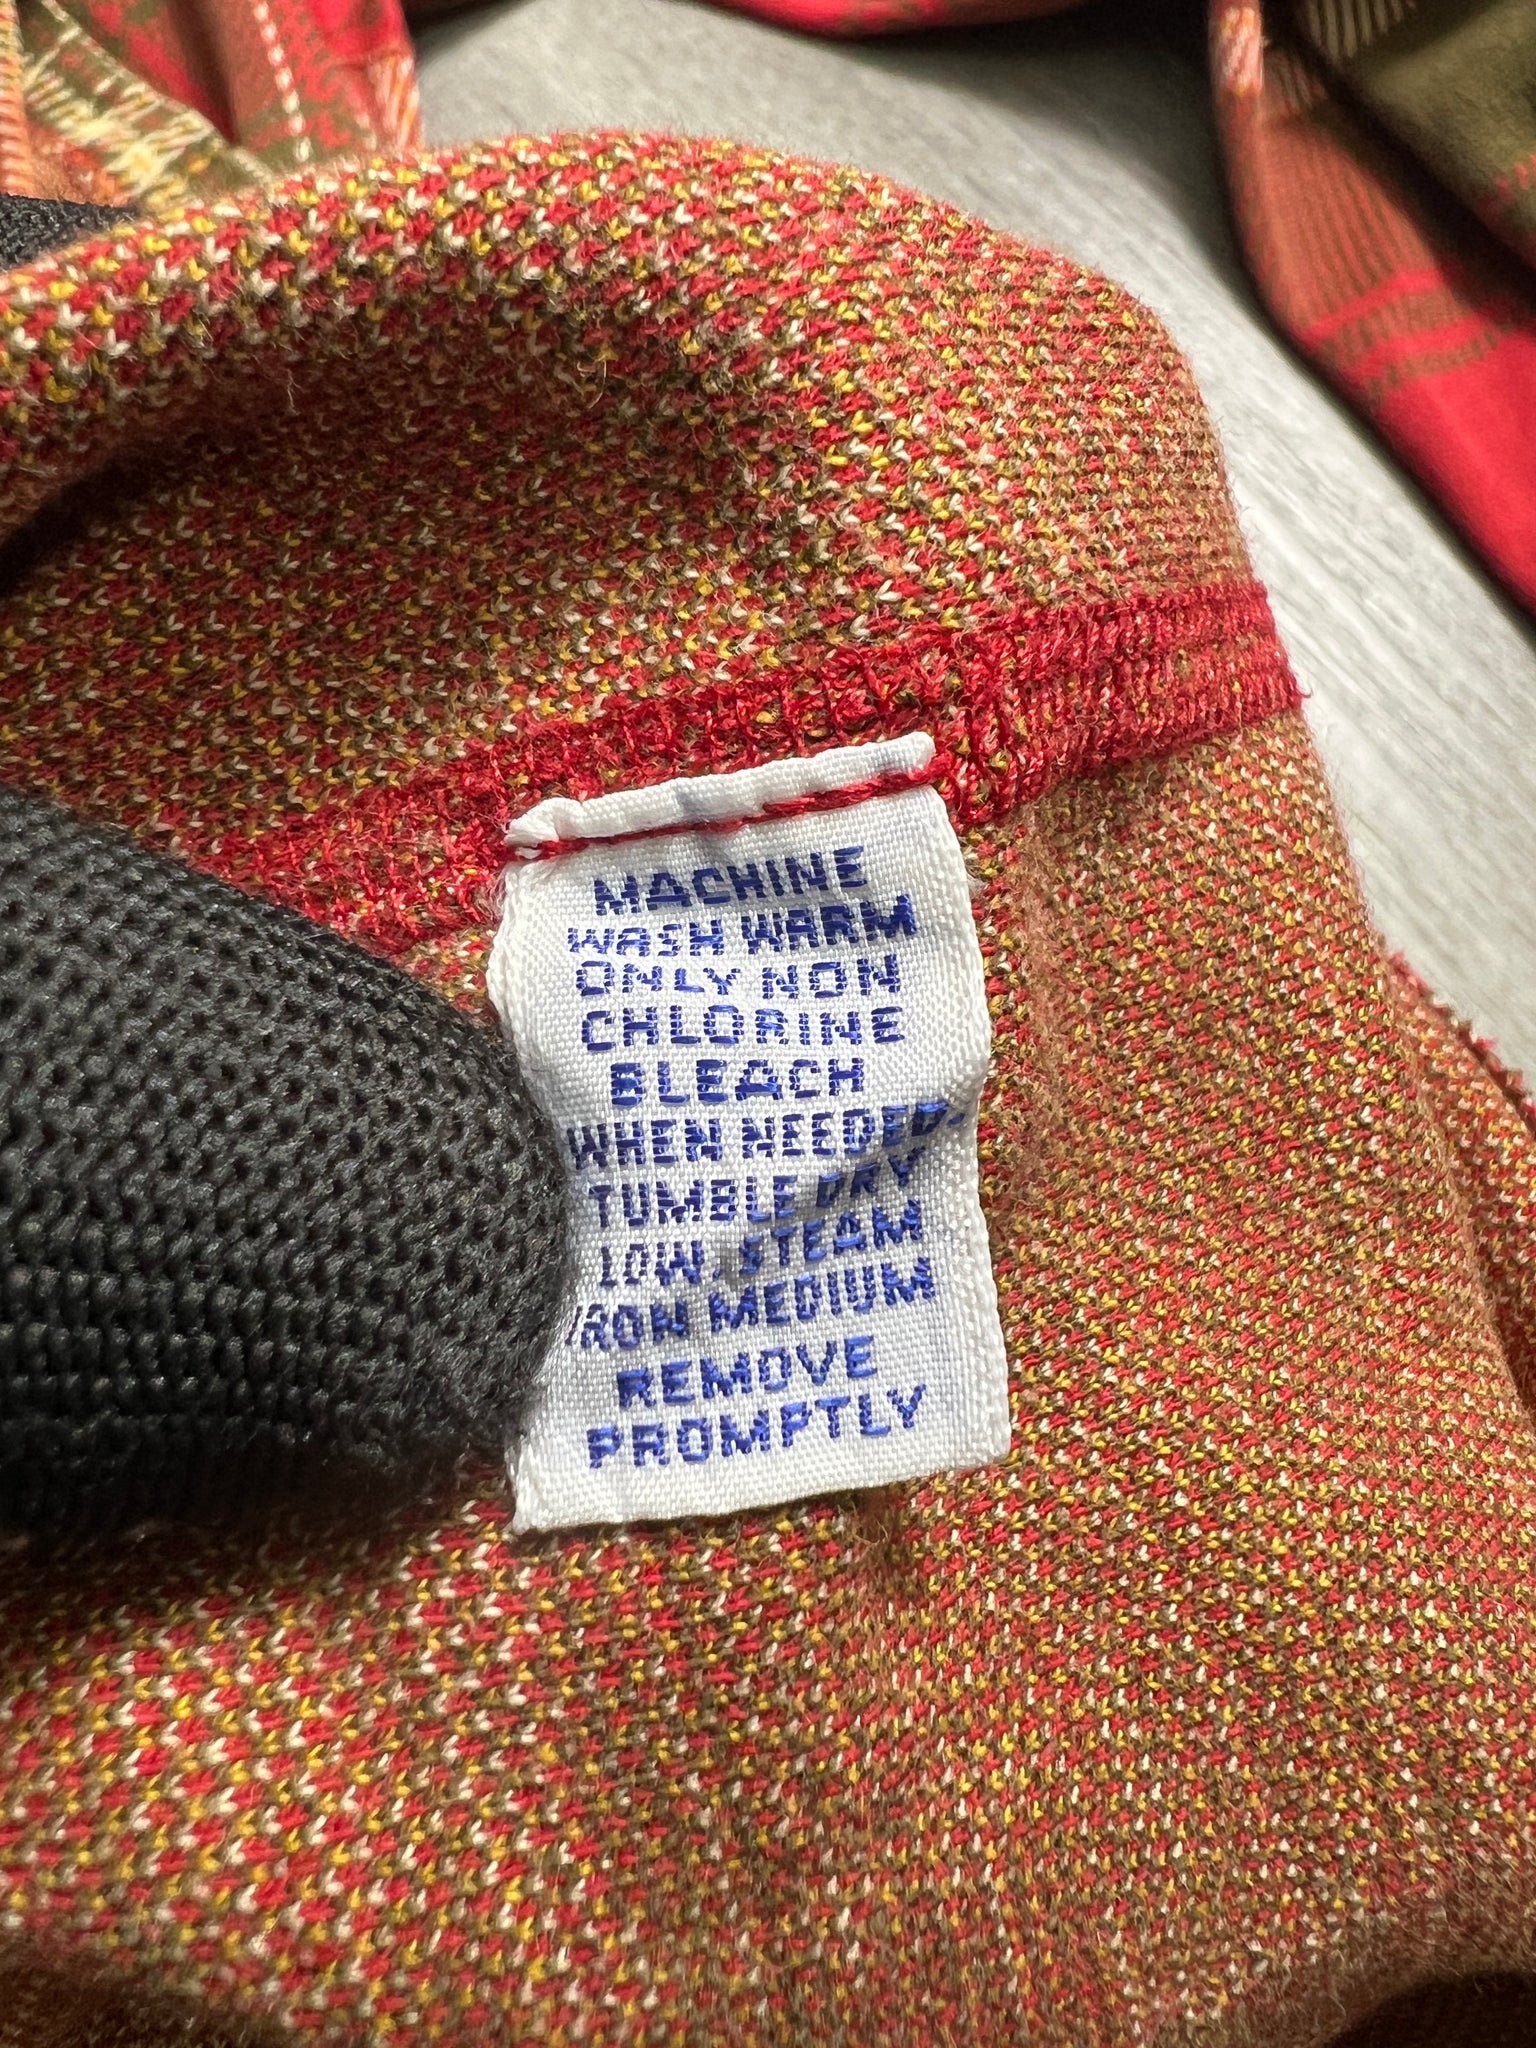 MACHINE
WASH WARM
ONLY NON
CHLORINE
BLEACH
WHEN NEEDED,
TUMBLE DRY
LOW, STEAM
IRON MEDIUM
REMOVE
PROMPTLY